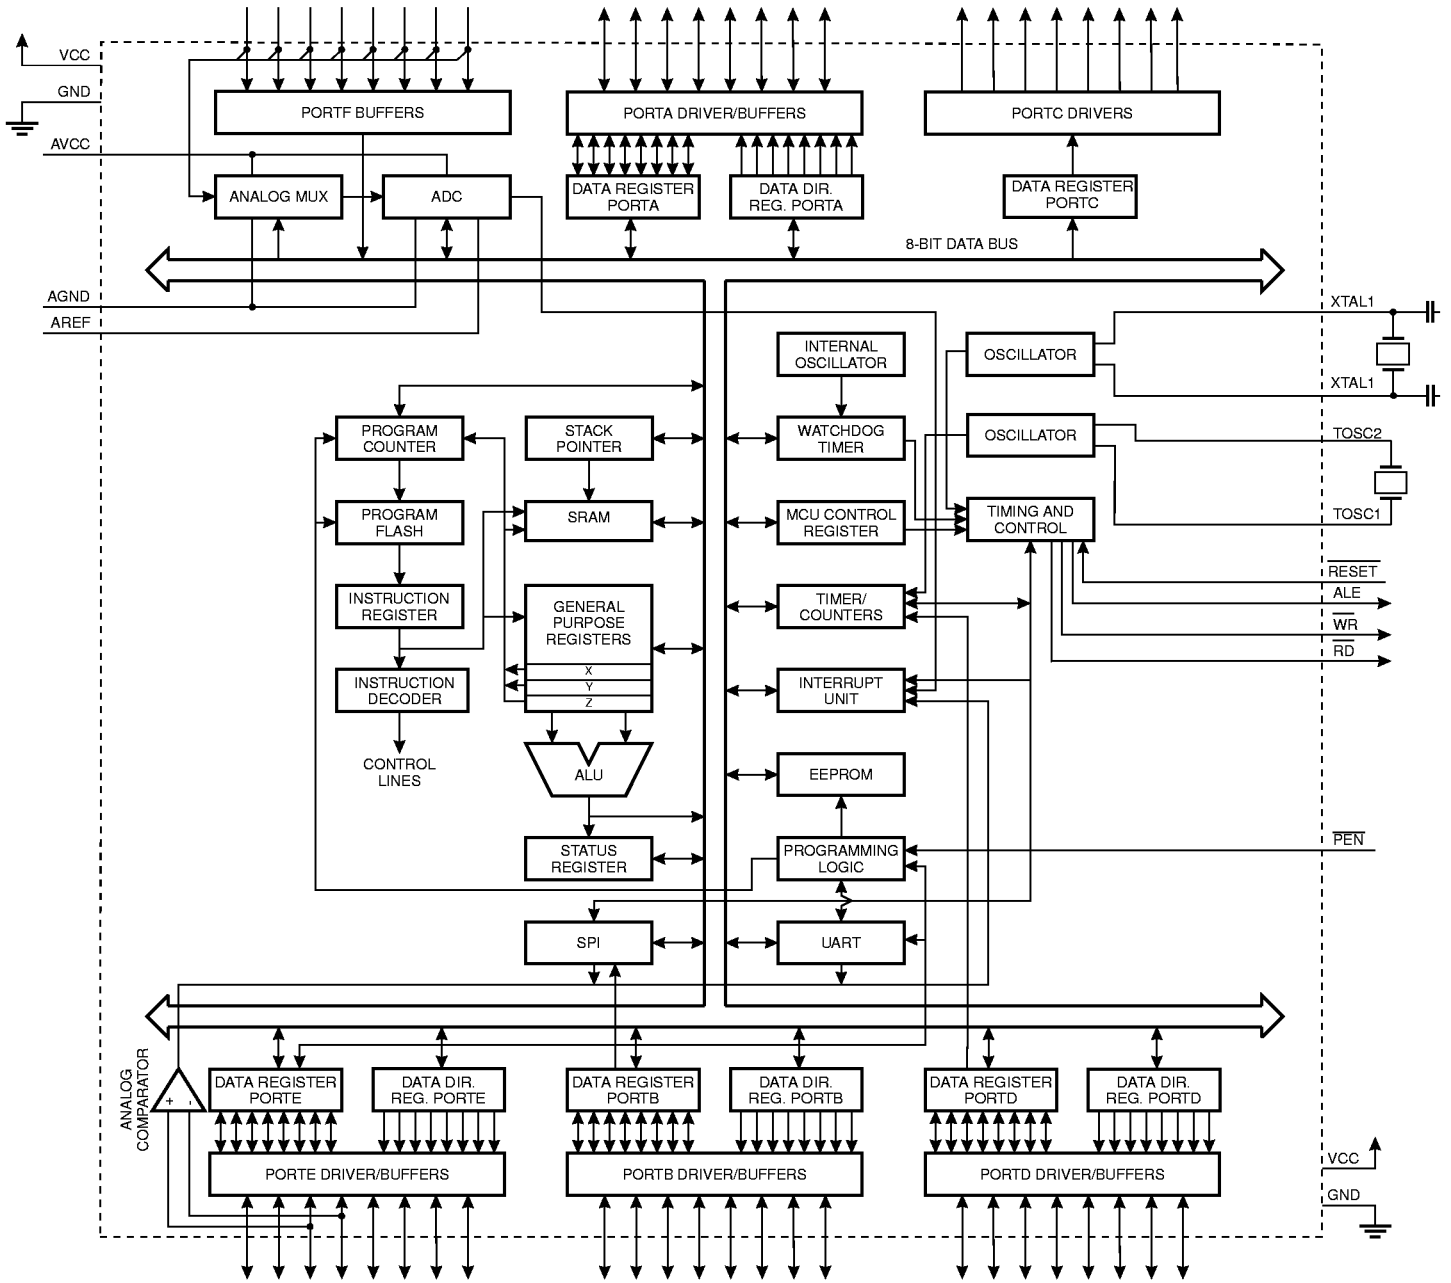 VCC
GND
AVCC
AGND
AREF
PORTF BUFFERS
PORTA DRIVER/BUFFERS
PORTC DRIVERS
ANALOG MUX
ADC
DATA REGISTER
PORTA
DATA DIR.
REG. PORTA
DATA REGISTER
PORTC
8-BIT DATA BUS
XTAL1
XTAL1
TOSC2
TOSC1
INTERNAL
OSCILLATOR
OSCILLATOR
PROGRAM
COUNTER
STACK
POINTER
WATCHDOG
TIMER
OSCILLATOR
PROGRAM
FLASH
SRAM
MCU CONTROL
REGISTER
TIMING AND
CONTROL
RESET
ALE
WR
RD
INSTRUCTION
REGISTER
GENERAL
PURPOSE
REGISTERS
X
Y
Z
TIMER/
COUNTERS
INSTRUCTION
DECODER
INTERRUPT
UNIT
CONTROL
LINES
ALU
EEPROM
STATUS
REGISTER
PROGRAMMING
LOGIC
PEN
SPI
UART
ANALOG
COMPARATOR
+
-
DATA REGISTER
PORTE
DATA DIR.
REG. PORTE
DATA REGISTER
PORTB
DATA DIR.
REG. PORTB
DATA REGISTER
PORTD
DATA DIR.
REG. PORTD
PORTE DRIVER/BUFFERS
PORTB DRIVER/BUFFERS
PORTD DRIVER/BUFFERS
VCC
GND